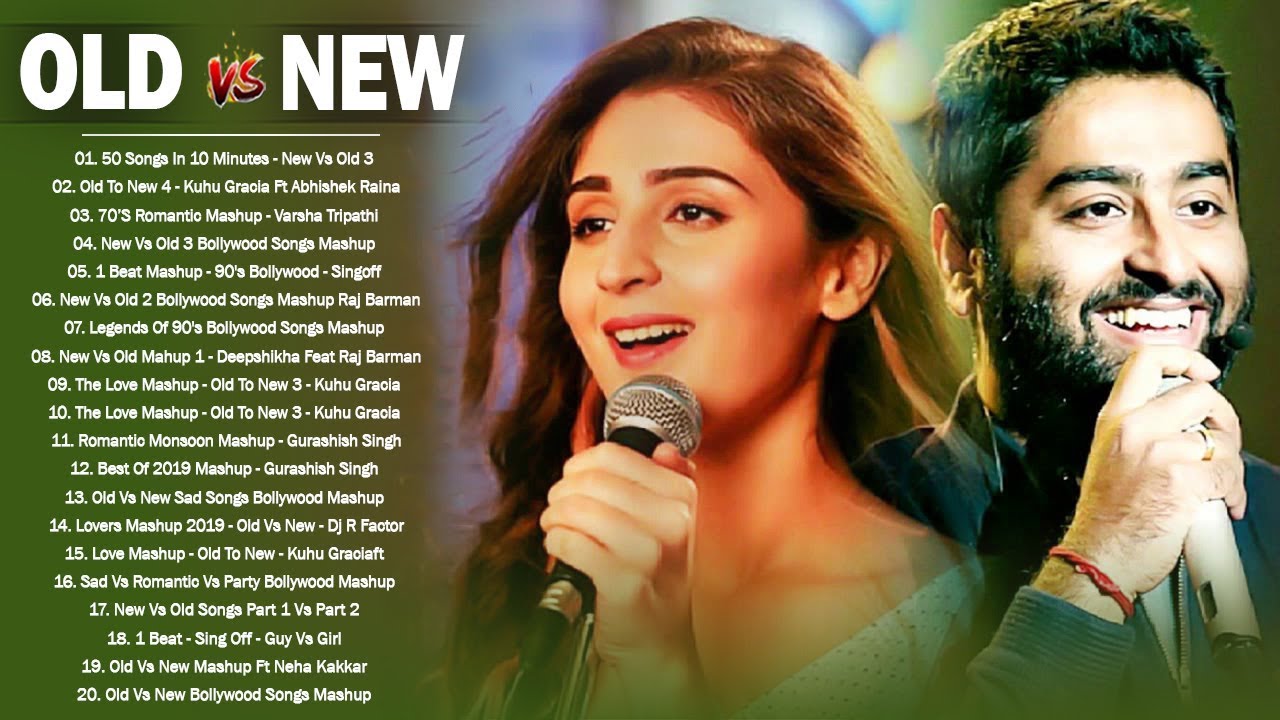 OLD VS NEW
01. 50 Songs In 10 Minutes - New Vs Old 3
02. Old To New 4 - Kuhu Gracia Ft Abhishek Raina
03. 70'S Romantic Mashup - Varsha Tripathi
04. New Vs Old 3 Bollywood Songs Mashup
05. 1 Beat Mashup - 90's Bollywood - Singoff
06. New Vs Old 2 Bollywood Songs Mashup Raj Barman
07. Legends Of 90's Bollywood Songs Mashup
08. New Vs Old Mahup 1 - Deepshikha Feat Raj Barman
09. The Love Mashup - Old To New 3 - Kuhu Gracia
10. The Love Mashup - Old To New 3 - Kuhu Gracia
11. Romantic Monsoon Mashup - Gurashish Singh
12. Best Of 2019 Mashup - Gurashish Singh
13. Old Vs New Sad Songs Bollywood Mashup
14. Lovers Mashup 2019 - Old Vs New - Dj R Factor
15. Love Mashup - Old To New - Kuhu Graciaft
16. Sad Vs Romantic Vs Party Bollywood Mashup
17. New Vs Old Songs Part 1 Vs Part 2
18. 1 Beat - Sing Off - Guy Vs Girl
19. Old Vs New Mashup Ft Neha Kakkar
20. Old Vs New Bollywood Songs Mashup